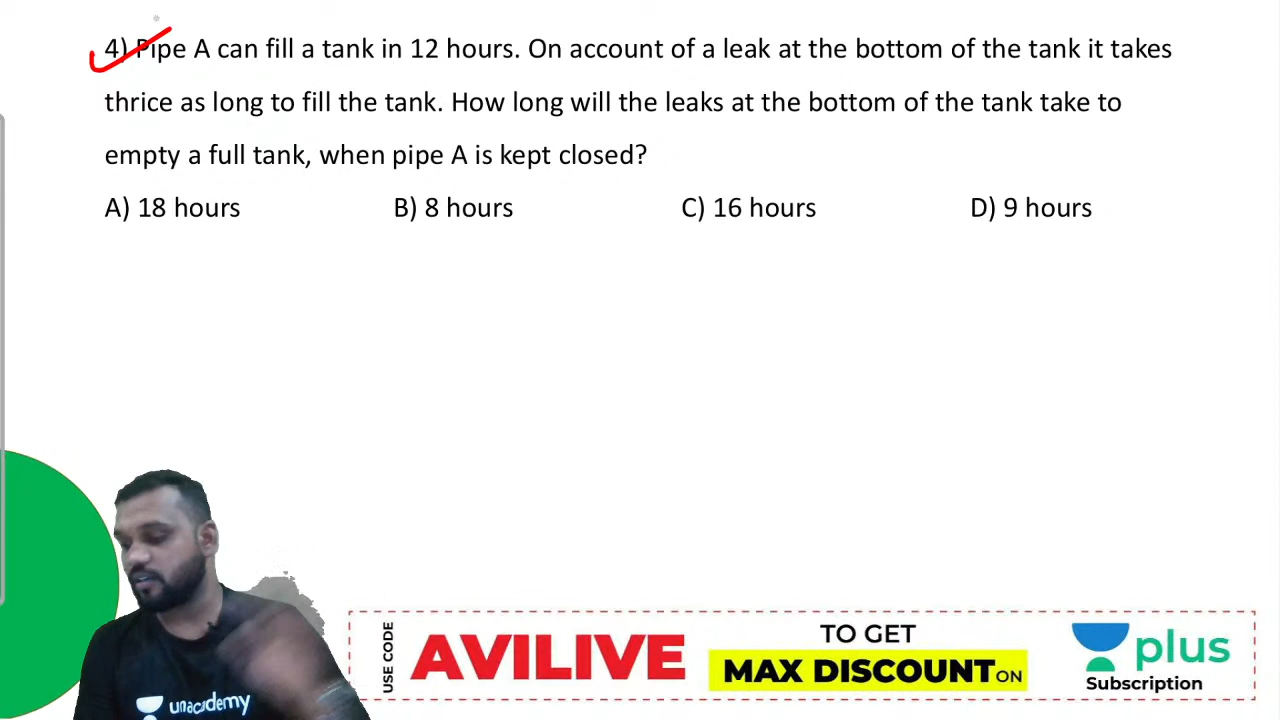 4) Pipe A can fill a tank in 12 hours. On account of a leak at the bottom of the tank it takes
thrice as long to fill the tank. How long will the leaks at the bottom of the tank take to
empty a full tank, when pipe A is kept closed?
A) 18 hours B) 8 hours C) 16 hours D) 9 hours
USE CODE
AVILIVE
TO GET
MAX DISCOUNT ON
plus
Subscription
unacademy